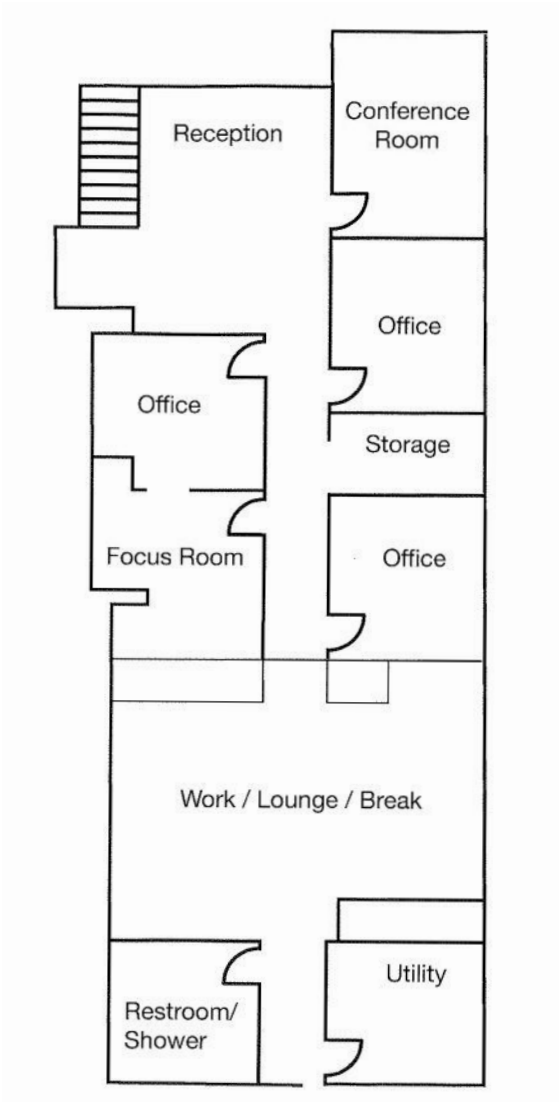 Reception
Conference
Room
Office
Office
Storage
Focus Room
Office
Work / Lounge / Break
Utility
Restroom/
Shower